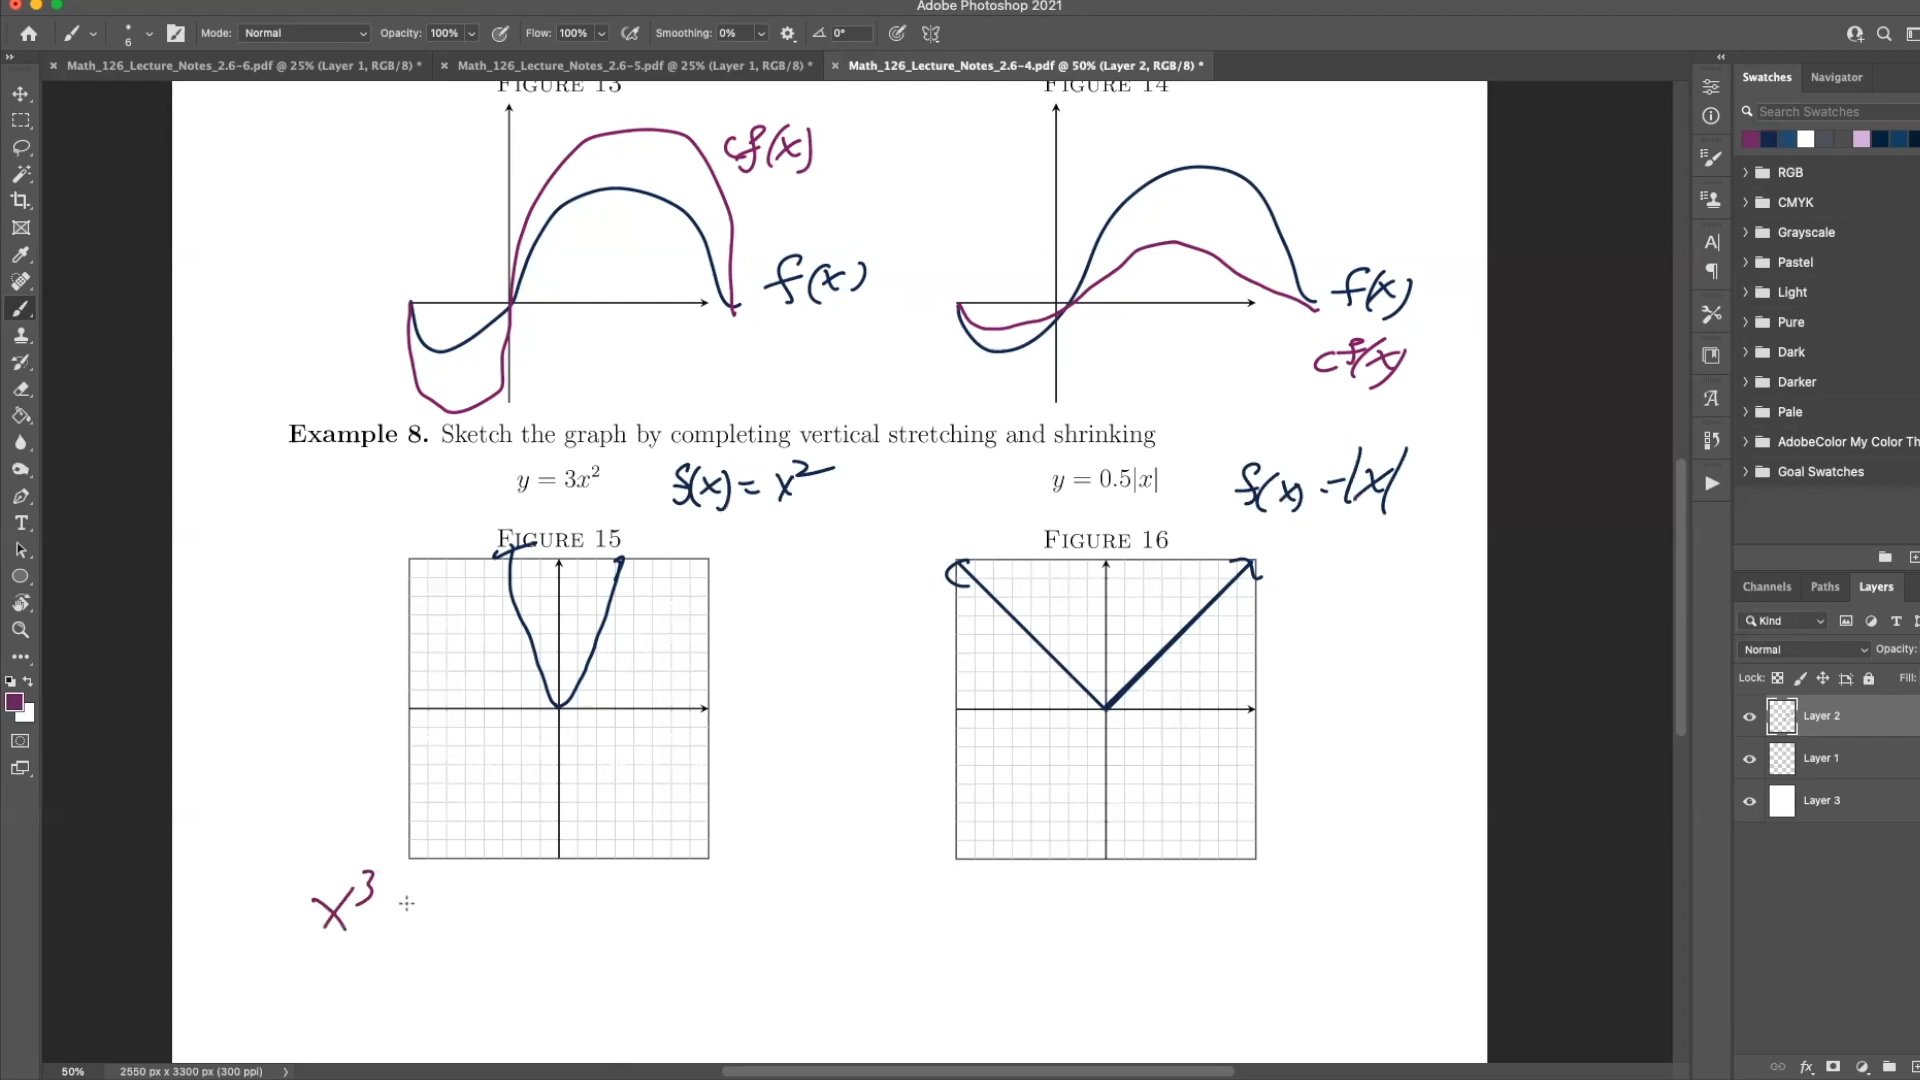 Adobe Photoshop 2021
6 Mode: Normal Opacity: 100% Flow: 100% Smoothing: 0% 0°
Math_126_Lecture_Notes_2.6-6.pdf @ 25% (Layer 1, RGB/8) * Math_126_Lecture_Notes_2.6-5.pdf @ 25% (Layer 1, RGB/8) * Math_126_Lecture_Notes_2.6-4.pdf @ 50% (Layer 2, RGB/8) *
FIGURE 13
FIGURE 14
cf(x)
f(x)
f(x)
cf(x)
Example 8. Sketch the graph by completing vertical stretching and shrinking
y = 3x² f(x) = x²
y = 0.5|x| f(x) = |x|
FIGURE 15
FIGURE 16
x³
50% 2550 px x 3300 px (300 ppi)
Swatches Navigator
Search Swatches
RGB
CMYK
Grayscale
Pastel
Light
Pure
Dark
Darker
Pale
AdobeColor My Color Th
Goal Swatches
Channels Paths Layers
Kind
Normal Opacity:
Lock: Fill:
Layer 2
Layer 1
Layer 3
fx